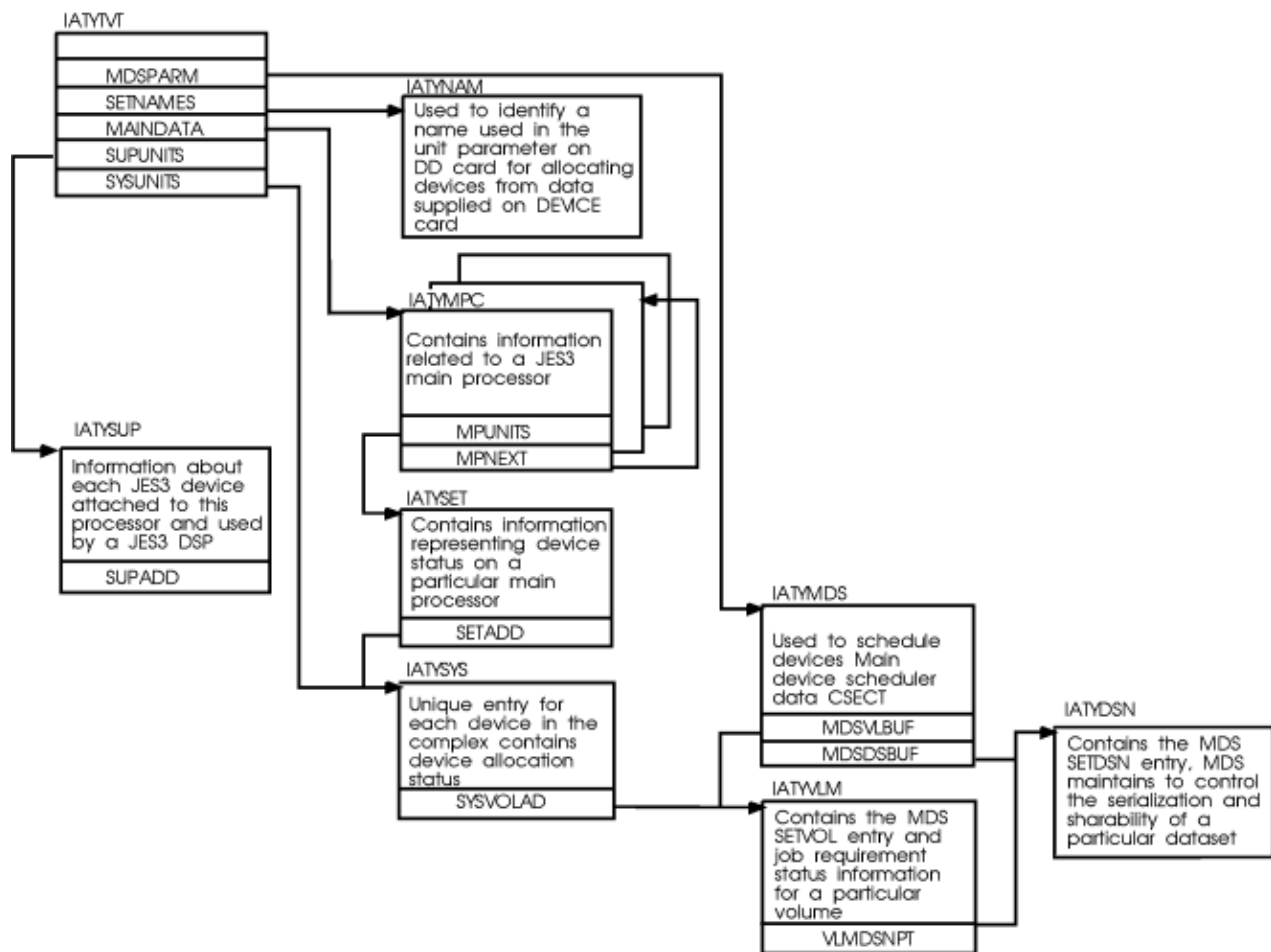 IATYTVT
MDSPARM
SETNAMES
MAINDATA
SUPUNITS
SYSUNITS
IATYNAM
Used to identify a
name used in the
unit parameter on
DD card for allocating
devices from data
supplied on DEVICE
card
IATYMPC
Contains information
related to a JES3
main processor
MPUNITS
MPNEXT
IATYSUP
Information about
each JES3 device
attached to this
processor and used
by a JES3 DSP
SUPADD
IATYSET
Contains information
representing device
status on a
particular main
processor
SETADD
IATYSYS
Unique entry for
each device in the
complex contains
device allocation
status
SYSVOLAD
IATYMDS
Used to schedule
devices Main
device scheduler
data CSECT
MDSVLBUF
MDSDSBUF
IATYVLM
Contains the MDS
SETVOL entry and
job requirement
status information
for a particular
volume
VLMDSNPT
IATYDSN
Contains the MDS
SETDSN entry, MDS
maintains to control
the serialization and
sharability of a
particular dataset